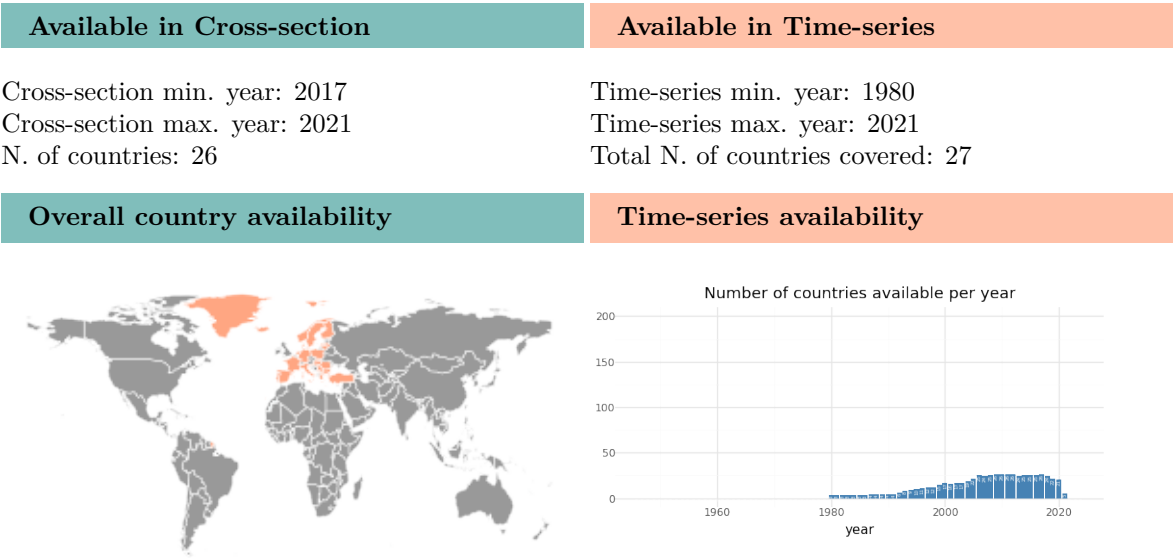 Available in Cross-section
Available in Time-series
Cross-section min. year: 2017
Cross-section max. year: 2021
N. of countries: 26
Time-series min. year: 1980
Time-series max. year: 2021
Total N. of countries covered: 27
Overall country availability
Time-series availability
Number of countries available per year
200
150
100
50
0
1960
1980
2000
2020
year